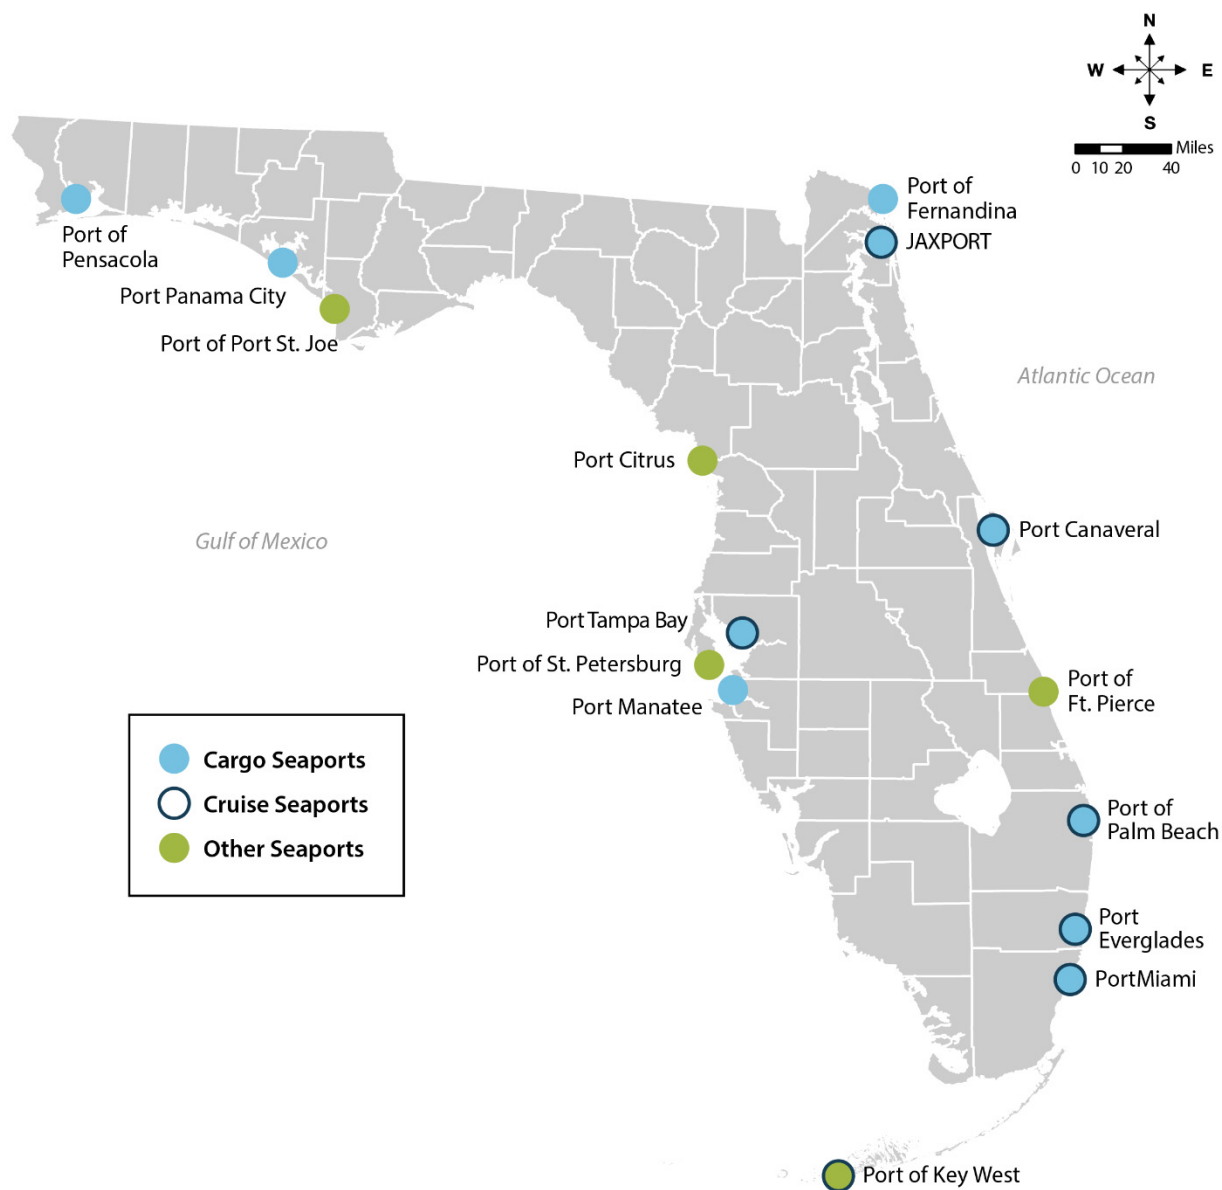 N
W E
S
Miles
0 10 20 40
Port of
Fernandina
JAXPORT
Port of
Pensacola
Port Panama City
Port of Port St. Joe
Atlantic Ocean
Port Citrus
Gulf of Mexico
Port Canaveral
Port Tampa Bay
Port of St. Petersburg
Port Manatee
Port of
Ft. Pierce
Cargo Seaports
Cruise Seaports
Other Seaports
Port of
Palm Beach
Port
Everglades
PortMiami
Port of Key West